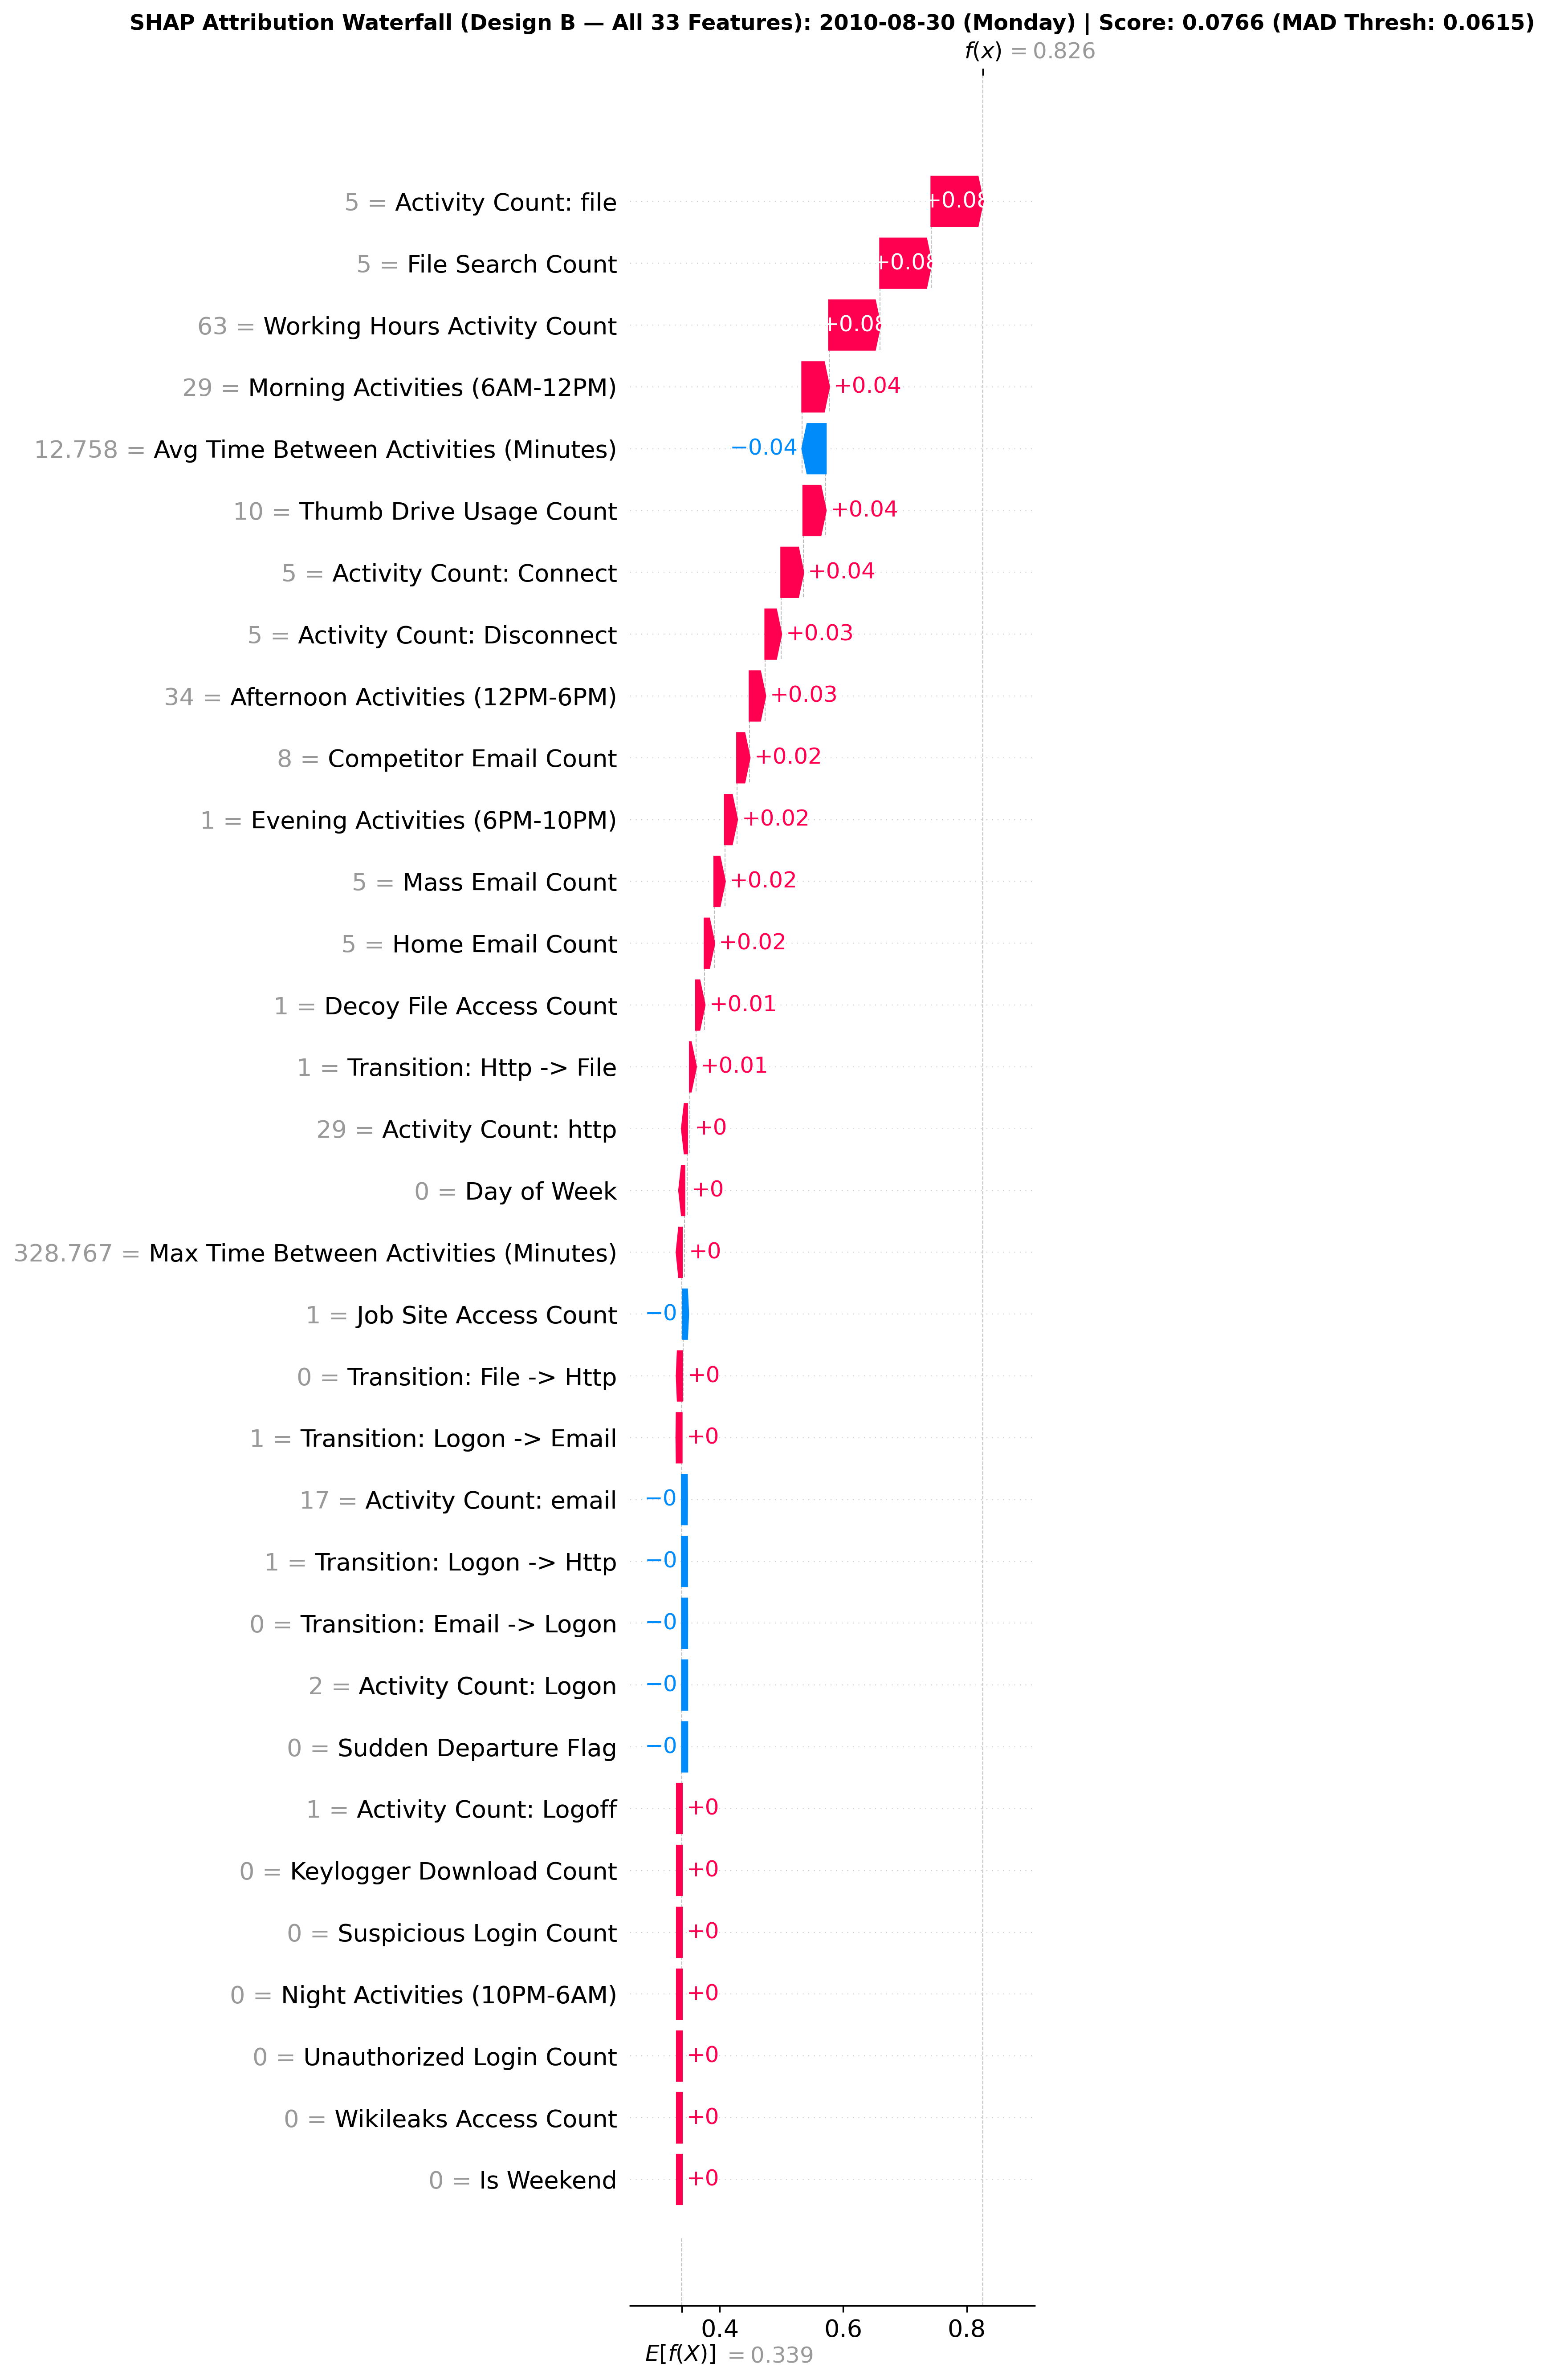 SHAP Attribution Waterfall (Design B — All 33 Features): 2010-08-30 (Monday) | Score: 0.0766 (MAD Thresh: 0.0615)
f(x) = 0.826
5 = Activity Count: file +0.08
5 = File Search Count +0.08
63 = Working Hours Activity Count +0.08
29 = Morning Activities (6AM-12PM) +0.04
12.758 = Avg Time Between Activities (Minutes) −0.04
10 = Thumb Drive Usage Count +0.04
5 = Activity Count: Connect +0.04
5 = Activity Count: Disconnect +0.03
34 = Afternoon Activities (12PM-6PM) +0.03
8 = Competitor Email Count +0.02
1 = Evening Activities (6PM-10PM) +0.02
5 = Mass Email Count +0.02
5 = Home Email Count +0.02
1 = Decoy File Access Count +0.01
1 = Transition: Http -> File +0.01
29 = Activity Count: http +0
0 = Day of Week +0
328.767 = Max Time Between Activities (Minutes) +0
1 = Job Site Access Count −0
0 = Transition: File -> Http +0
1 = Transition: Logon -> Email +0
17 = Activity Count: email −0
1 = Transition: Logon -> Http −0
0 = Transition: Email -> Logon −0
2 = Activity Count: Logon −0
0 = Sudden Departure Flag −0
1 = Activity Count: Logoff +0
0 = Keylogger Download Count +0
0 = Suspicious Login Count +0
0 = Night Activities (10PM-6AM) +0
0 = Unauthorized Login Count +0
0 = Wikileaks Access Count +0
0 = Is Weekend +0
0.4 0.6 0.8
E[f(X)] = 0.339